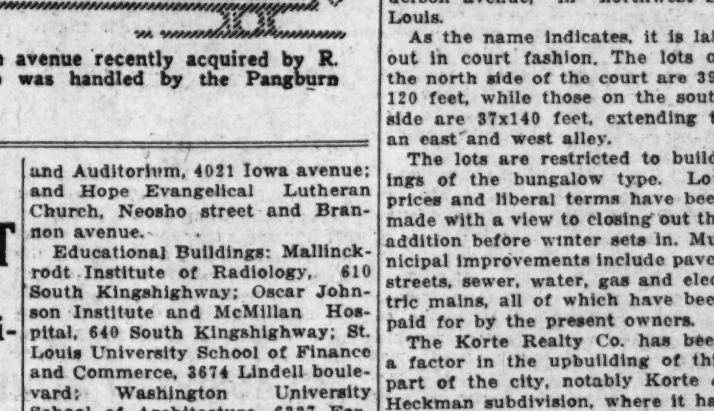 avenue recently acquired by R.
was handled by the Pangburn
and Auditorium, 4021 Iowa avenue;
and Hope Evangelical Lutheran
Church, Neosho street and Bran-
non avenue.
Educational Buildings: Mallinck-
rodt Institute of Radiology, 610
South Kingshighway; Oscar John-
son Institute and McMillan Hos-
pital, 640 South Kingshighway; St.
Louis University School of Finance
and Commerce, 3674 Lindell boule-
vard; Washington University
School of Architecture,
Louis.
As the name indicates, it is
out in court fashion. The lots
the north side of the court are
120 feet, while those on the
side are 37x140 feet, extending
an east and west alley.
The lots are restricted to build
ings of the bungalow type.
prices and liberal terms have
made with a view to closing out
addition before winter sets in.
nicipal improvements include
streets, sewer, water, gas and
tric mains, all of which have
paid for by the present owners.
The Korte Realty Co. has
a factor in the upbuilding of
part of the city, notably Korte
Heckman subdivision, where it